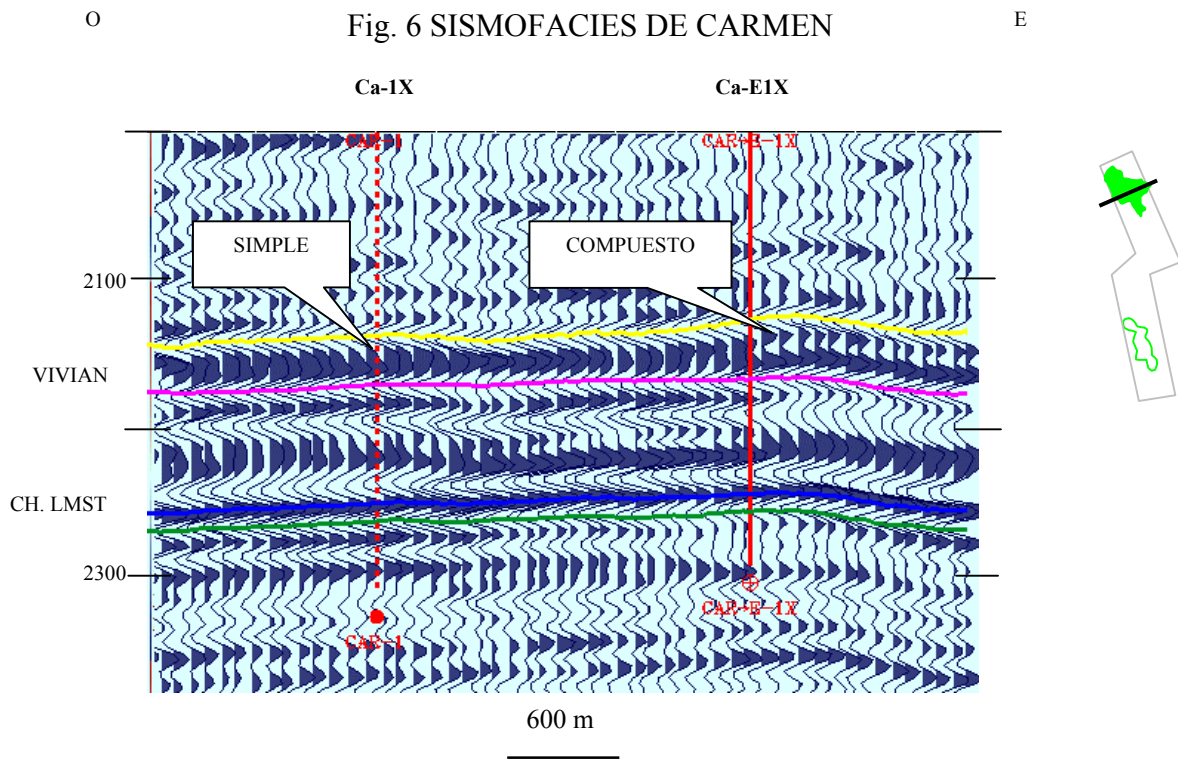 O
Fig. 6 SISMOFACIES DE CARMEN
E
Ca-1X
Ca-E1X
CAR-1
CAR-E-1X
SIMPLE
COMPUESTO
2100
VIVIAN
CH. LMST
2300
CAR-E-1X
CAR-1
600 m